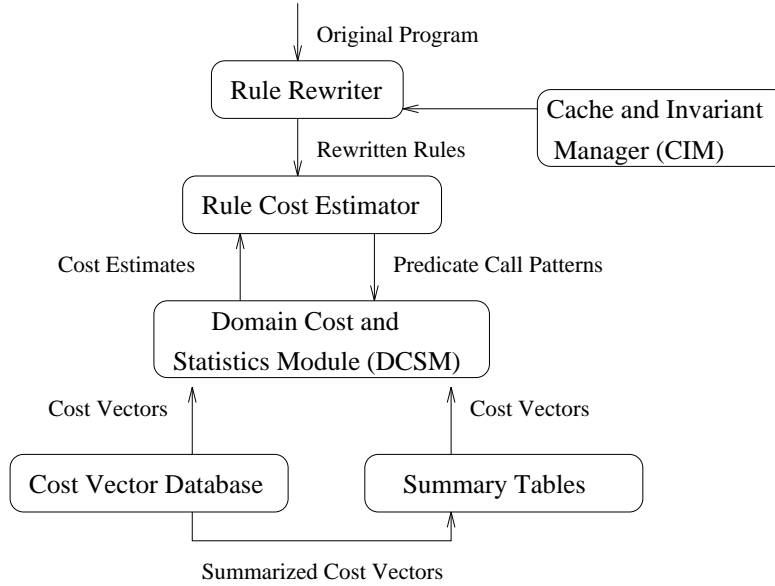 Original Program
Rule Rewriter
Cache and Invariant
Manager (CIM)
Rewritten Rules
Rule Cost Estimator
Cost Estimates
Predicate Call Patterns
Domain Cost and
Statistics Module (DCSM)
Cost Vectors
Cost Vectors
Cost Vector Database
Summary Tables
Summarized Cost Vectors